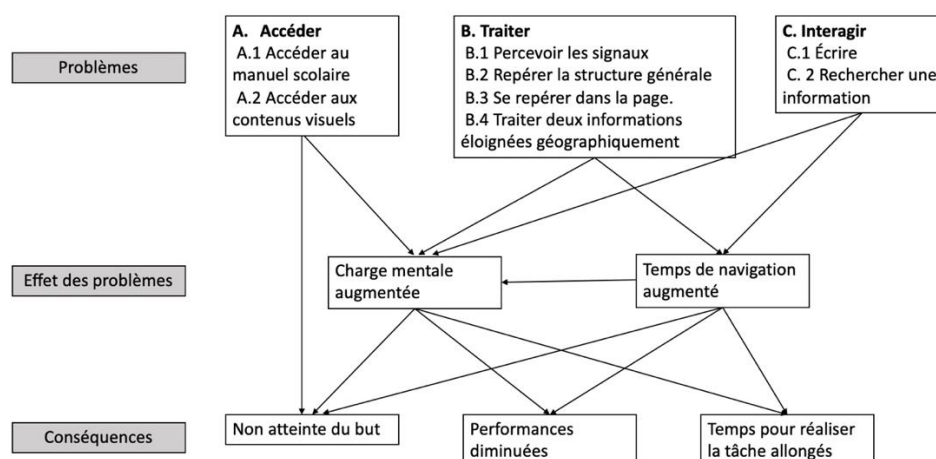 Problèmes
A. Accéder
A.1 Accéder au
manuel scolaire
A.2 Accéder aux
contenus visuels
B. Traiter
B.1 Percevoir les signaux
B.2 Repérer la structure générale
B.3 Se repérer dans la page.
B.4 Traiter deux informations
éloignées géographiquement
C. Interagir
C.1 Écrire
C. 2 Rechercher une
information
Effet des problèmes
Charge mentale
augmentée
Temps de navigation
augmenté
Conséquences
Non atteinte du but
Performances
diminuées
Temps pour réaliser
la tâche allongés